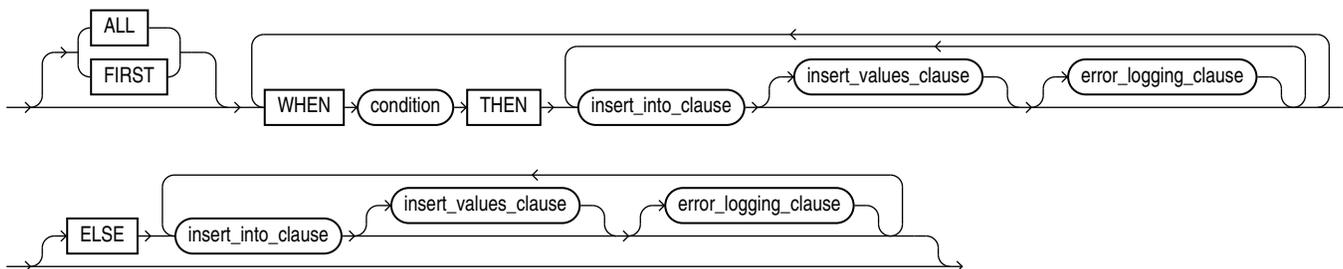 ALL
FIRST
WHEN condition THEN insert_into_clause insert_values_clause error_logging_clause
ELSE insert_into_clause insert_values_clause error_logging_clause